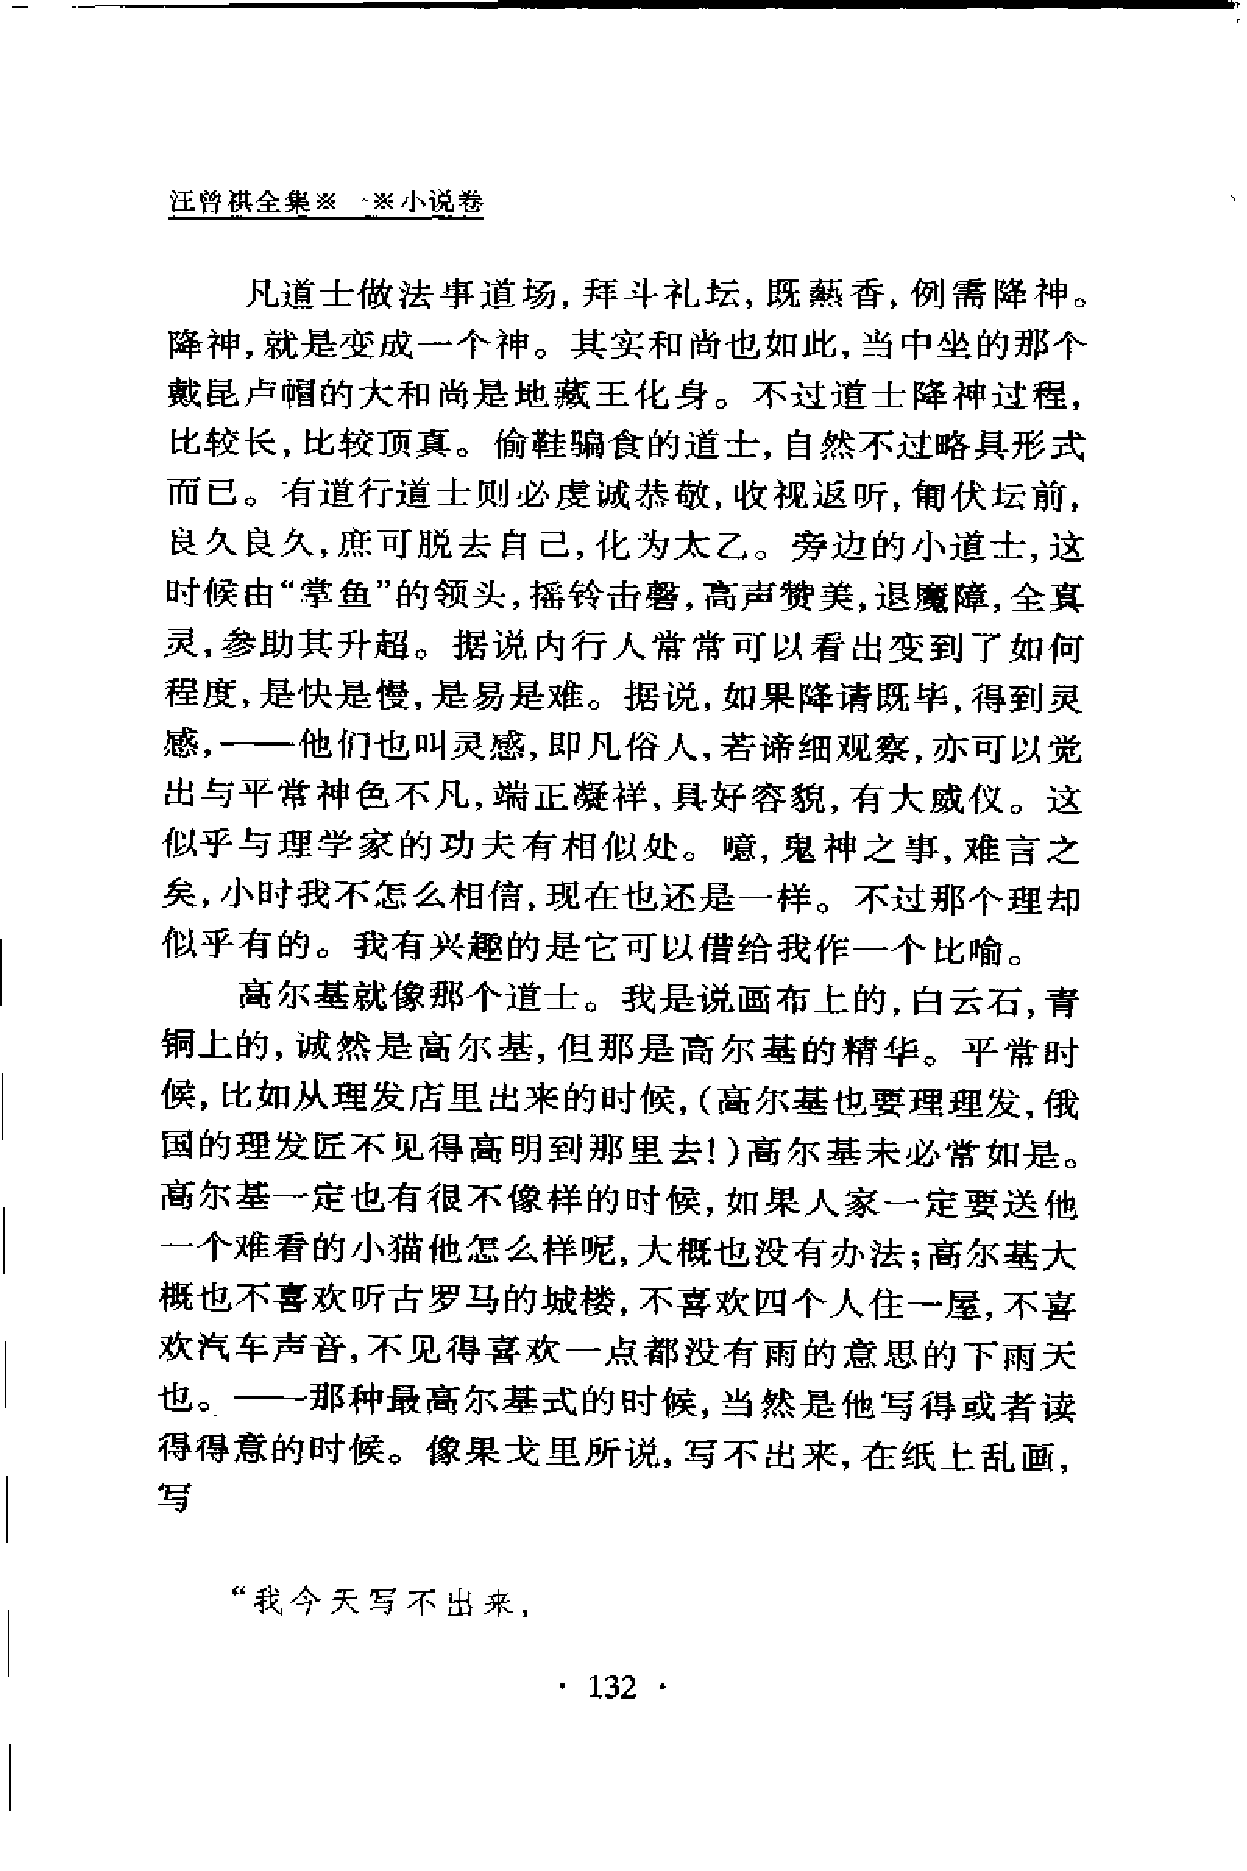 汪曾祺全集※ 一※小说卷
凡道士做法事道场,拜斗礼坛,既爇香,例需降神。
降神,就是变成一个神。其实和尚也如此,当中坐的那个
戴昆卢帽的大和尚是地藏王化身。不过道士降神过程,
比较长,比较顶真。偷鞋骗食的道士,自然不过略具形式
而已。有道行道士则必虔诚恭敬,收视返听,匍伏坛前,
良久良久,庶可脱去自己,化为太乙。旁边的小道士,这
时候由“掌鱼”的领头,摇铃击磬,高声赞美,退魔障,全真
灵,参助其升超。据说内行人常常可以看出变到了如何
程度,是快是慢,是易是难。据说,如果降请既毕,得到灵
感,——他们也叫灵感,即凡俗人,若谛细观察,亦可以觉
出与平常神色不凡,端正凝祥、具好容貌,有大威仪。这
似乎与理学家的功夫有相似处。噫,鬼神之事,难言之
矣,小时我不怎么相信,现在也还是一样。不过那个理却
似乎有的。我有兴趣的是它可以借给我作一个比喻。
高尔基就像那个道士。我是说画布上的,白云石,青
铜上的,诚然是高尔基,但那是高尔基的精华。平常时
候,比如从理发店里出来的时候,(高尔基也要理理发,俄
国的理发匠不见得高明到那里去!)高尔基未必常如是。
高尔基一定也有很不像样的时候,如果人家一定要送他
一个难看的小猫他怎么样呢,大概也没有办法;高尔基大
概也不喜欢听古罗马的城楼,不喜欢四个人住一屋,不喜
欢汽车声音,不见得喜欢一点都没有雨的意思的下雨天
也。——那种最高尔基式的时候,当然是他写得或者读
得得意的时候。像果戈里所说,写不出来,在纸上乱画,
写
“我今天写不出来,
· 132 ·